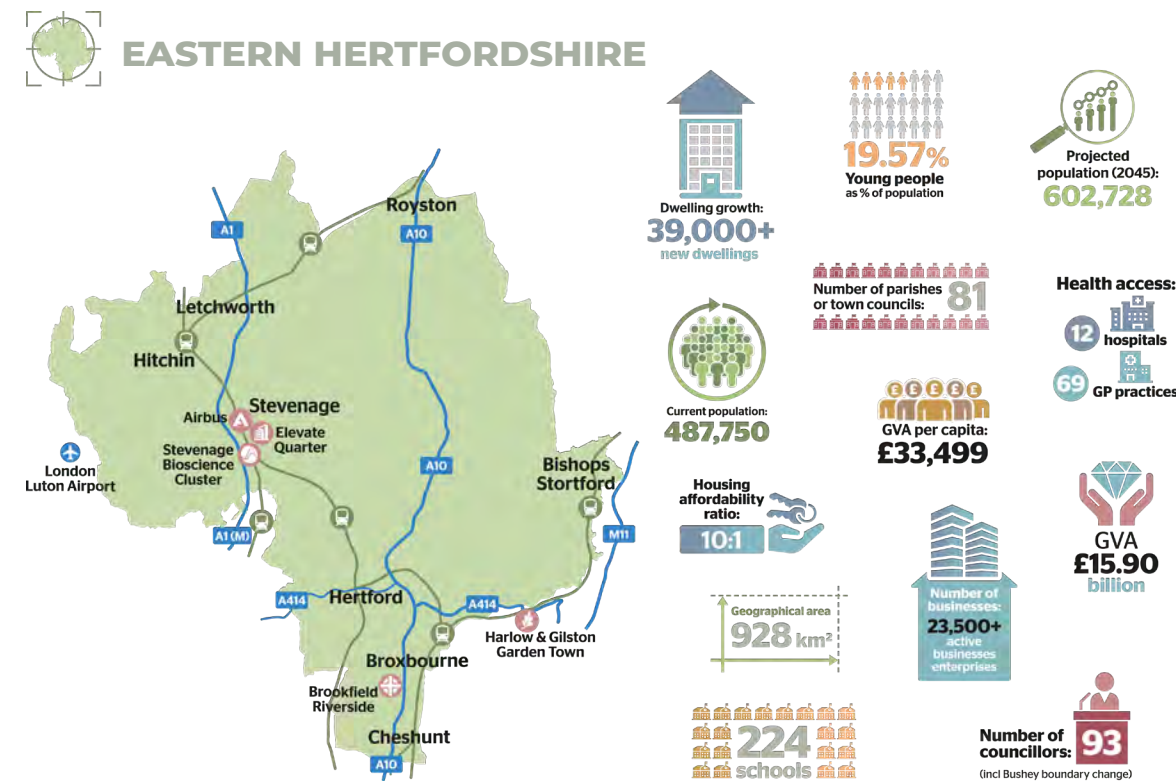 EASTERN HERTFORDSHIRE
Royston
A1
A10
Letchworth
Hitchin
Airbus
Stevenage
Elevate
Quarter
Stevenage
Bioscience
Cluster
London
Luton Airport
A10
Bishops
Stortford
A1 (M)
M11
A414
Hertford
A414
Harlow & Gilston
Garden Town
Broxbourne
Brookfield
Riverside
Cheshunt
A10
Dwelling growth:
39,000+
new dwellings
19.57%
Young people
as % of population
Projected
population (2045):
602,728
Number of parishes
or town councils:
81
Health access:
12
hospitals
69
GP practices
Current population:
487,750
£ £ £ £ £
GVA per capita:
£33,499
Housing
affordability
ratio:
10:1
GVA
£15.90
billion
Number of
businesses:
23,500+
active
businesses
enterprises
Geographical area
928 km²
224
schools
Number of
councillors:
93
(incl Bushey boundary change)